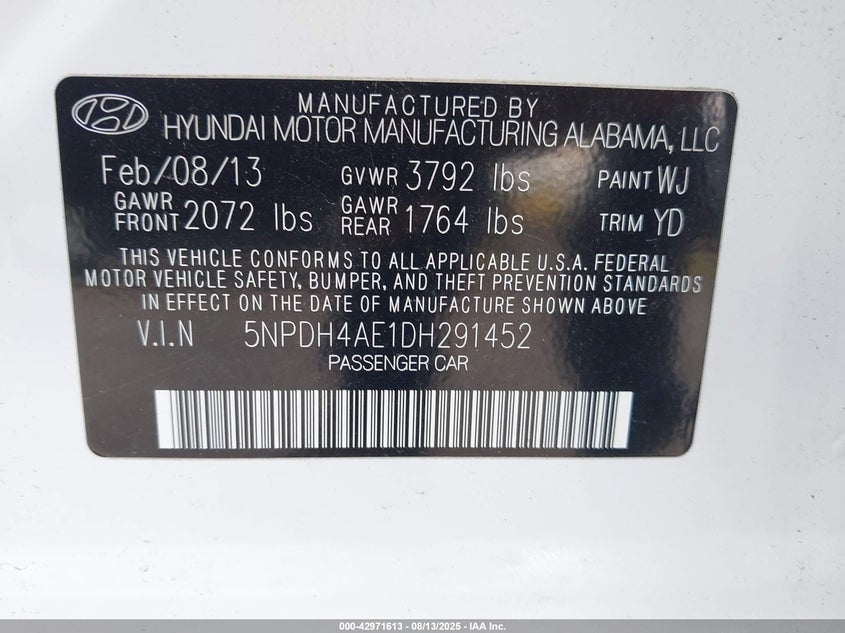 MANUFACTURED BY
HYUNDAI MOTOR MANUFACTURING ALABAMA, LLC
Feb/08/13 GVWR 3792 lbs PAINT WJ
GAWR FRONT 2072 lbs GAWR REAR 1764 lbs TRIM YD
THIS VEHICLE CONFORMS TO ALL APPLICABLE U.S.A. FEDERAL
MOTOR VEHICLE SAFETY, BUMPER, AND THEFT PREVENTION STANDARDS
IN EFFECT ON THE DATE OF MANUFACTURE SHOWN ABOVE
V.I.N 5NPDH4AE1DH291452
PASSENGER CAR
000-42971613 - 08/13/2025 - IAA Inc.